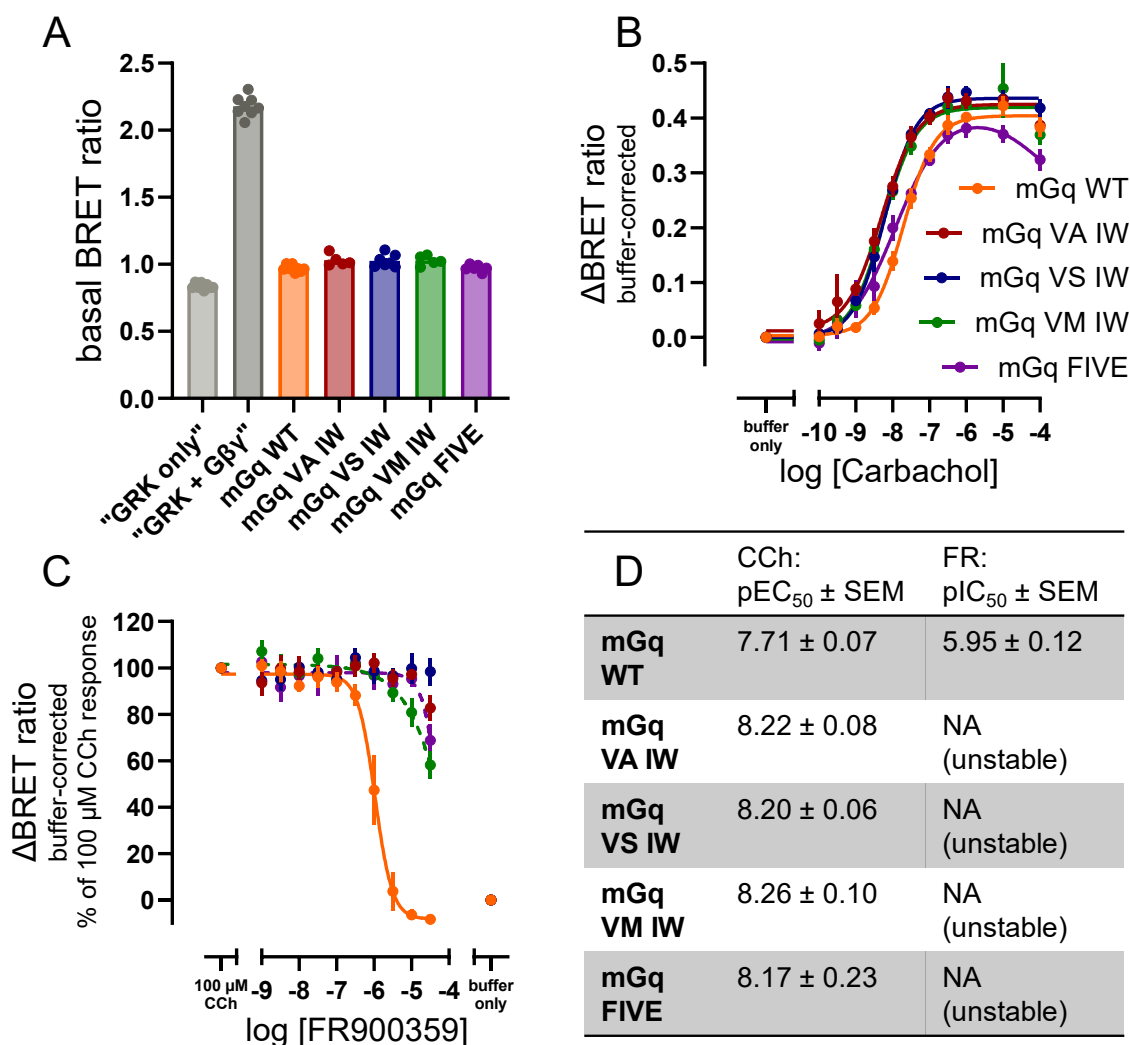 A
basal BRET ratio
2.5
2.0
1.5
1.0
0.5
0.0
"GRK only"
"GRK + Gβγ"
mGq WT
mGq VA IW
mGq VS IW
mGq VM IW
mGq FIVE
B
ΔBRET ratio
buffer-corrected
0.5
0.4
0.3
0.2
0.1
0.0
mGq WT
mGq VA IW
mGq VS IW
mGq VM IW
mGq FIVE
buffer
only
-10 -9 -8 -7 -6 -5 -4
log [Carbachol]
C
ΔBRET ratio
buffer-corrected
% of 100 µM CCh response
120
100
80
60
40
20
0
100 µM
CCh
-9 -8 -7 -6 -5 -4
buffer
only
log [FR900359]
D
CCh: FR:
pEC50 ± SEM pIC50 ± SEM
mGq 7.71 ± 0.07 5.95 ± 0.12
WT
mGq 8.22 ± 0.08 NA
VA IW (unstable)
mGq 8.20 ± 0.06 NA
VS IW (unstable)
mGq 8.26 ± 0.10 NA
VM IW (unstable)
mGq 8.17 ± 0.23 NA
FIVE (unstable)